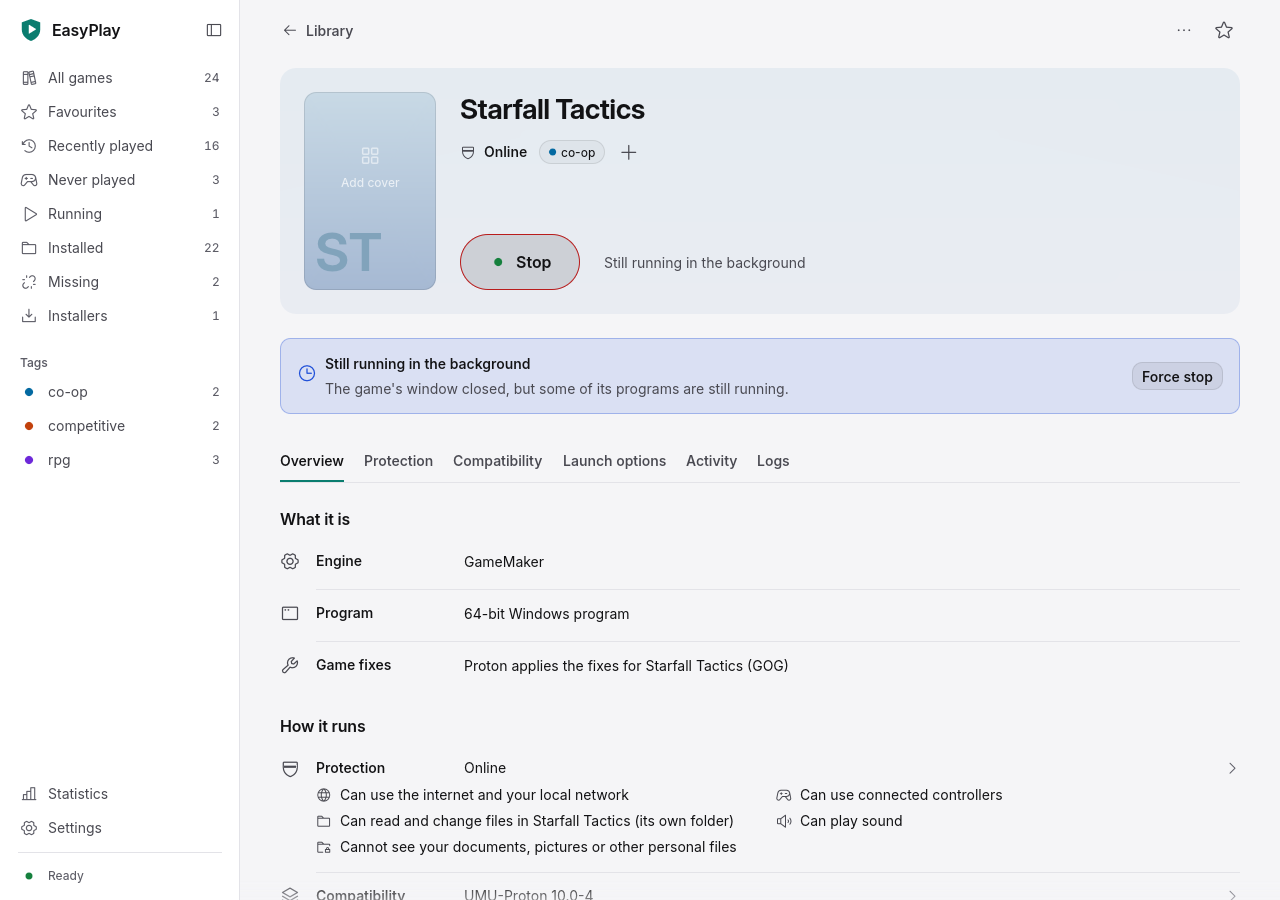 EasyPlay
All games 24
Favourites 3
Recently played 16
Never played 3
Running 1
Installed 22
Missing 2
Installers 1
Tags
co-op 2
competitive 2
rpg 3
Statistics
Settings
Ready
Library
Add cover
ST
Starfall Tactics
Online co-op
Stop Still running in the background
Still running in the background
The game's window closed, but some of its programs are still running.
Force stop
Overview Protection Compatibility Launch options Activity Logs
What it is
Engine GameMaker
Program 64-bit Windows program
Game fixes Proton applies the fixes for Starfall Tactics (GOG)
How it runs
Protection Online
Can use the internet and your local network Can use connected controllers
Can read and change files in Starfall Tactics (its own folder) Can play sound
Cannot see your documents, pictures or other personal files
Compatibility UMU-Proton 10.0-4